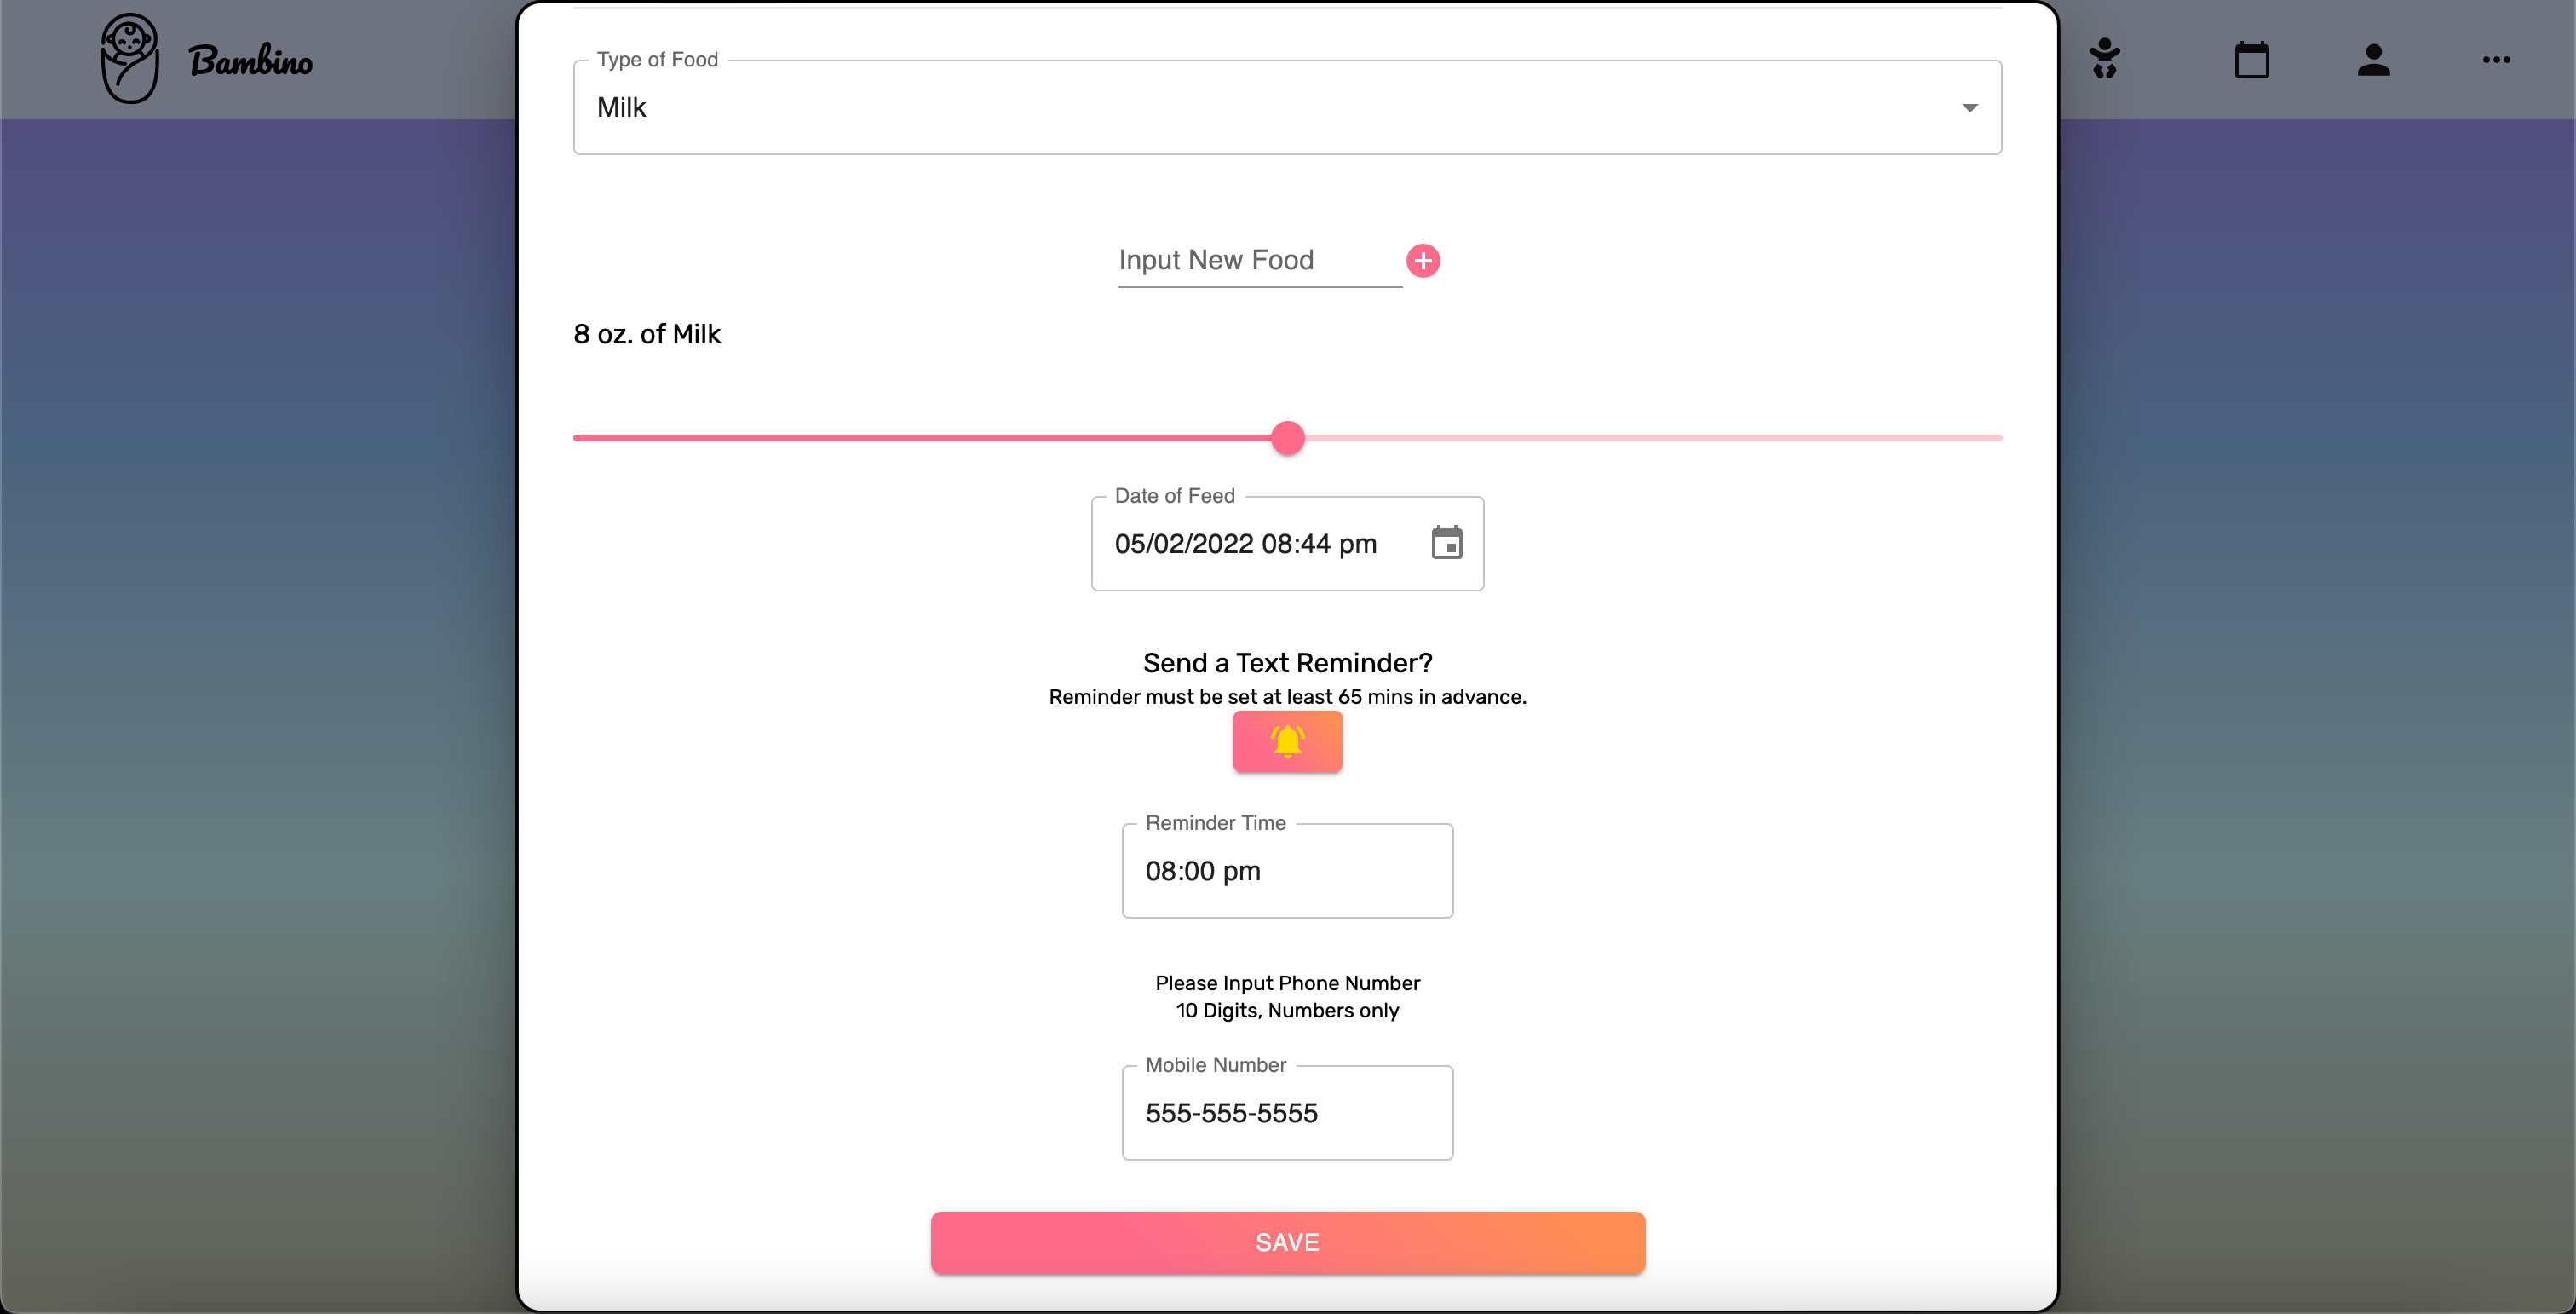 Bambino
Type of Food
Milk
Input New Food
8 oz. of Milk
Date of Feed
05/02/2022 08:44 pm
Send a Text Reminder?
Reminder must be set at least 65 mins in advance.
Reminder Time
08:00 pm
Please Input Phone Number
10 Digits, Numbers only
Mobile Number
555-555-5555
SAVE